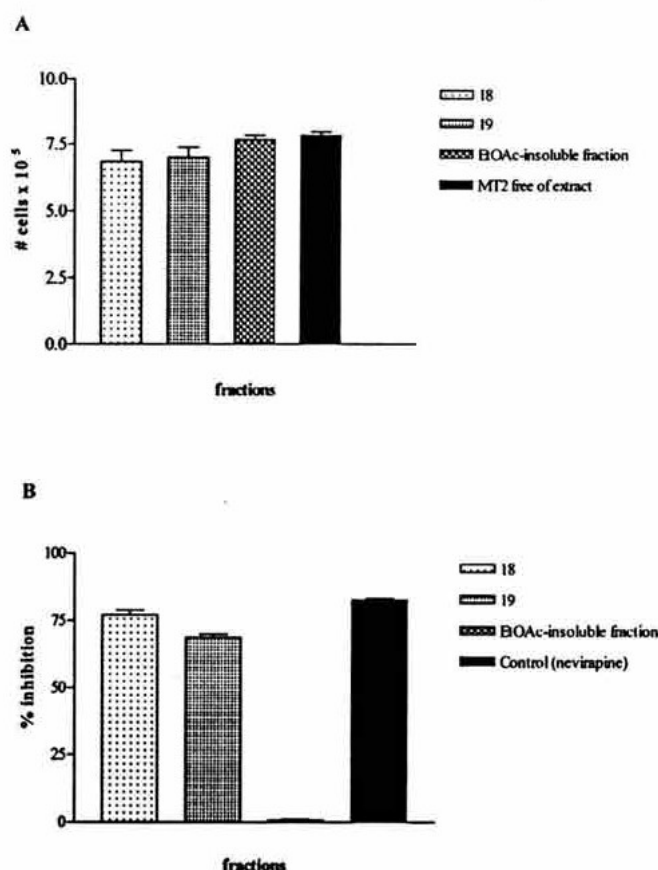 A
10.0
7.5
5.0
2.5
0.0
# cells x 10 5
fractions
18
19
EtOAc-insoluble fraction
MT2 free of extract
B
100
75
50
25
0
% inhibition
fractions
18
19
EtOAc-insoluble fraction
Control (nevirapine)